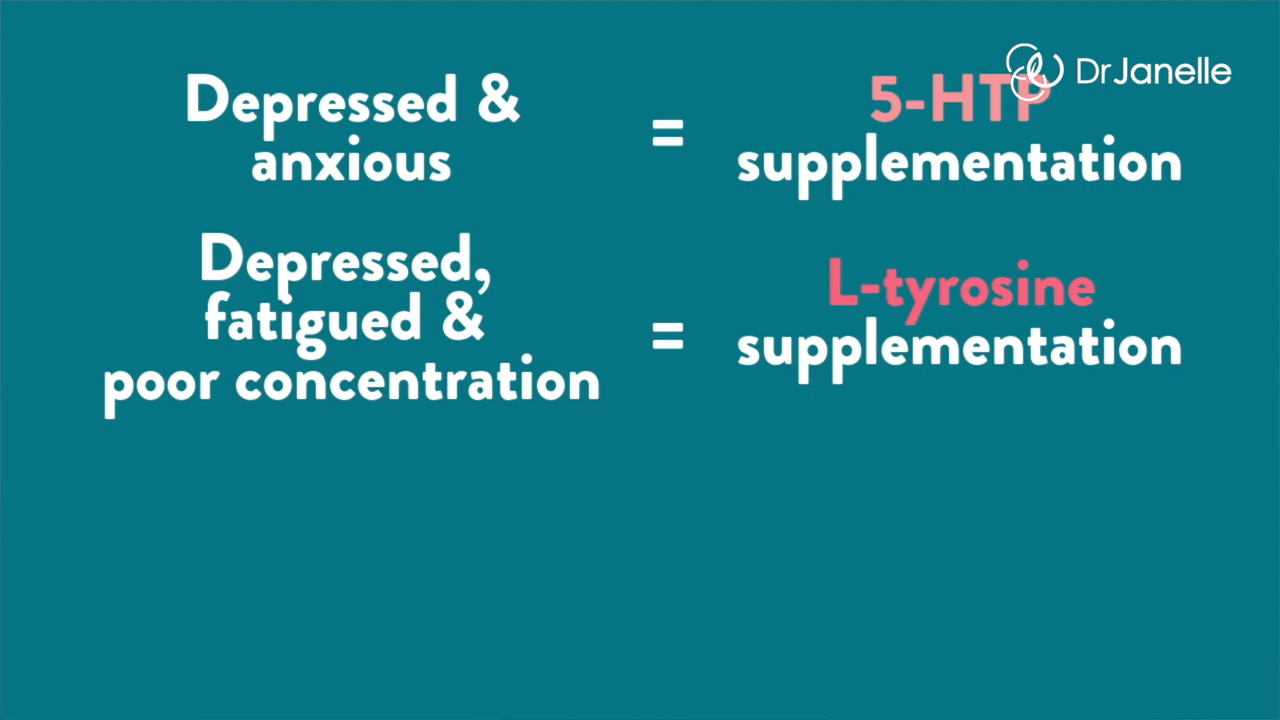 Depressed &
anxious
=
5-HTP
supplementation
Dr Janelle
Depressed,
fatigued &
poor concentration
=
L-tyrosine
supplementation